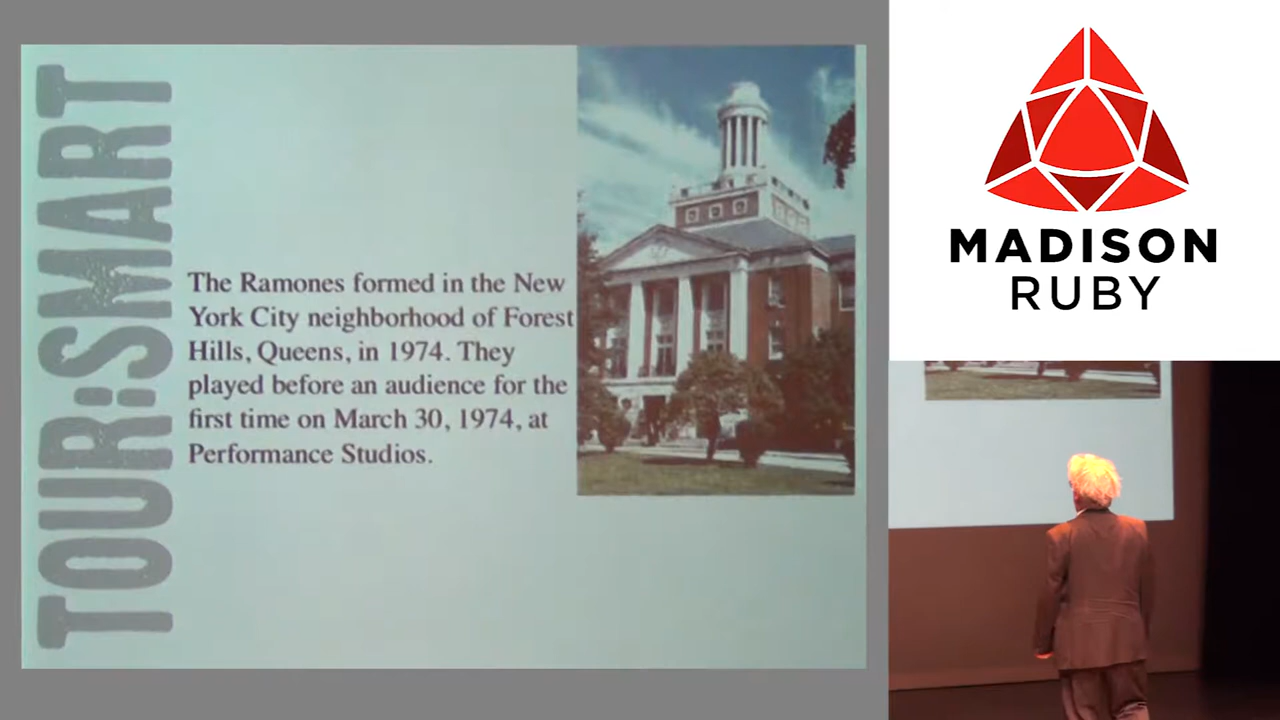 TOUR:SMART
The Ramones formed in the New
York City neighborhood of Forest
Hills, Queens, in 1974. They
played before an audience for the
first time on March 30, 1974, at
Performance Studios.
MADISON
RUBY